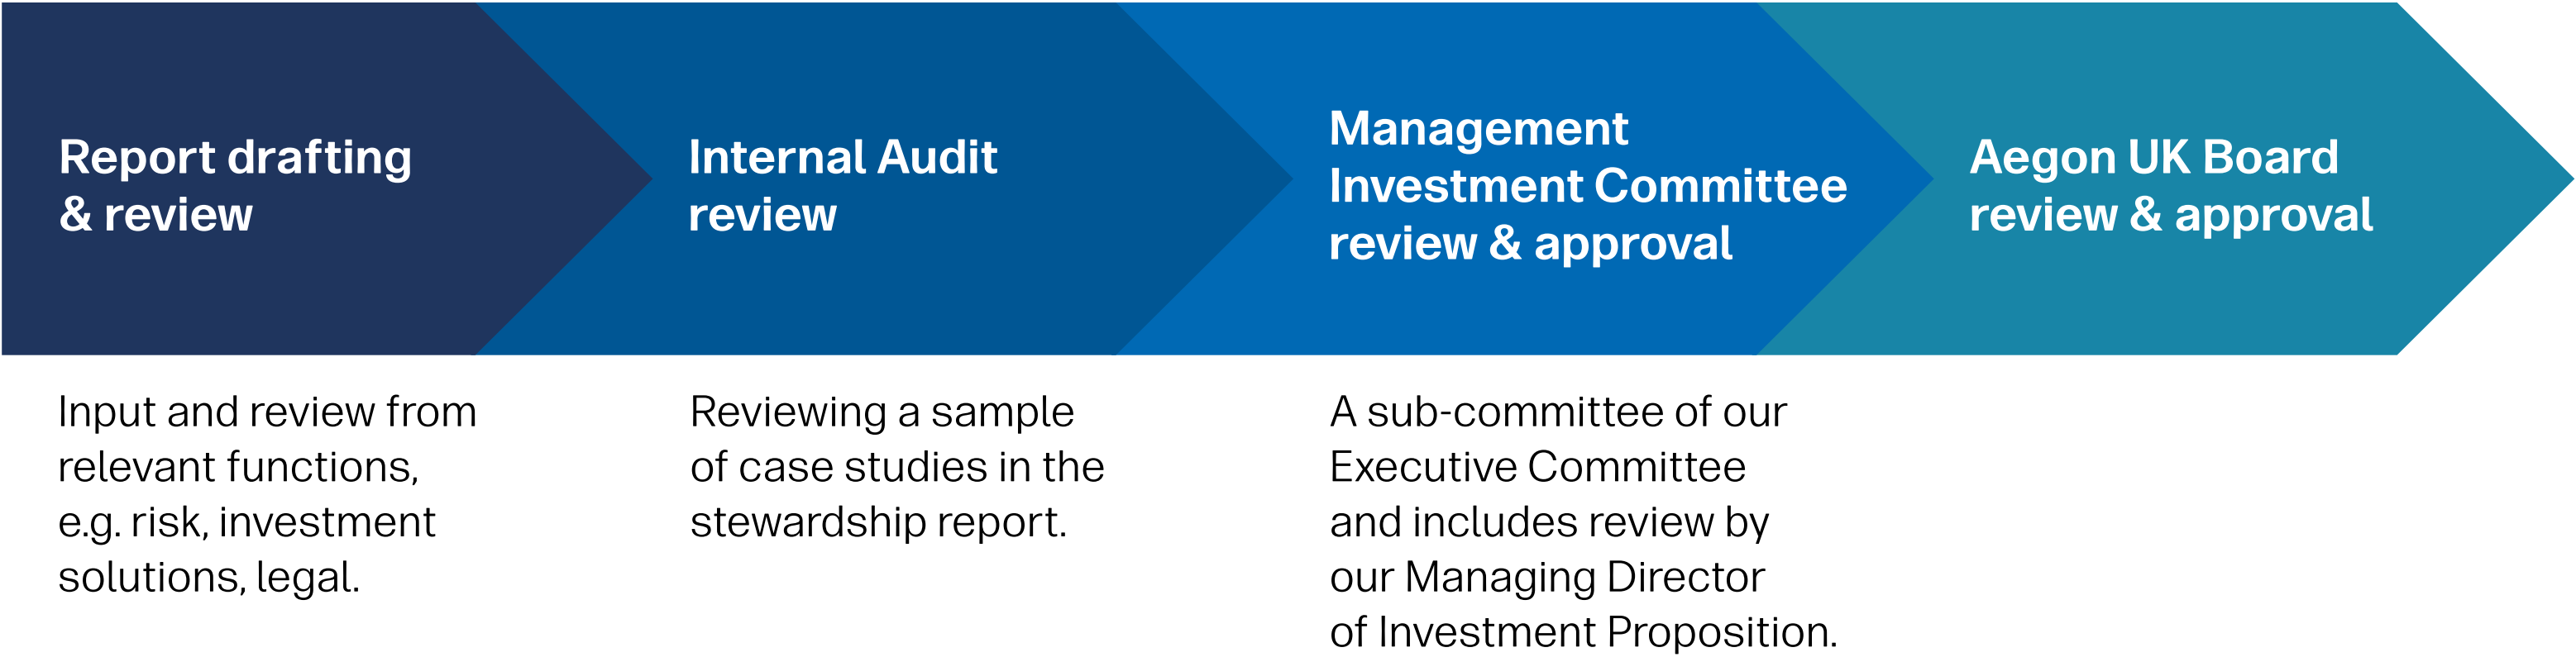 Report drafting
& review
Internal Audit
review
Management
Investment Committee
review & approval
Aegon UK Board
review & approval
Input and review from
relevant functions,
e.g. risk, investment
solutions, legal.
Reviewing a sample
of case studies in the
stewardship report.
A sub-committee of our
Executive Committee
and includes review by
our Managing Director
of Investment Proposition.